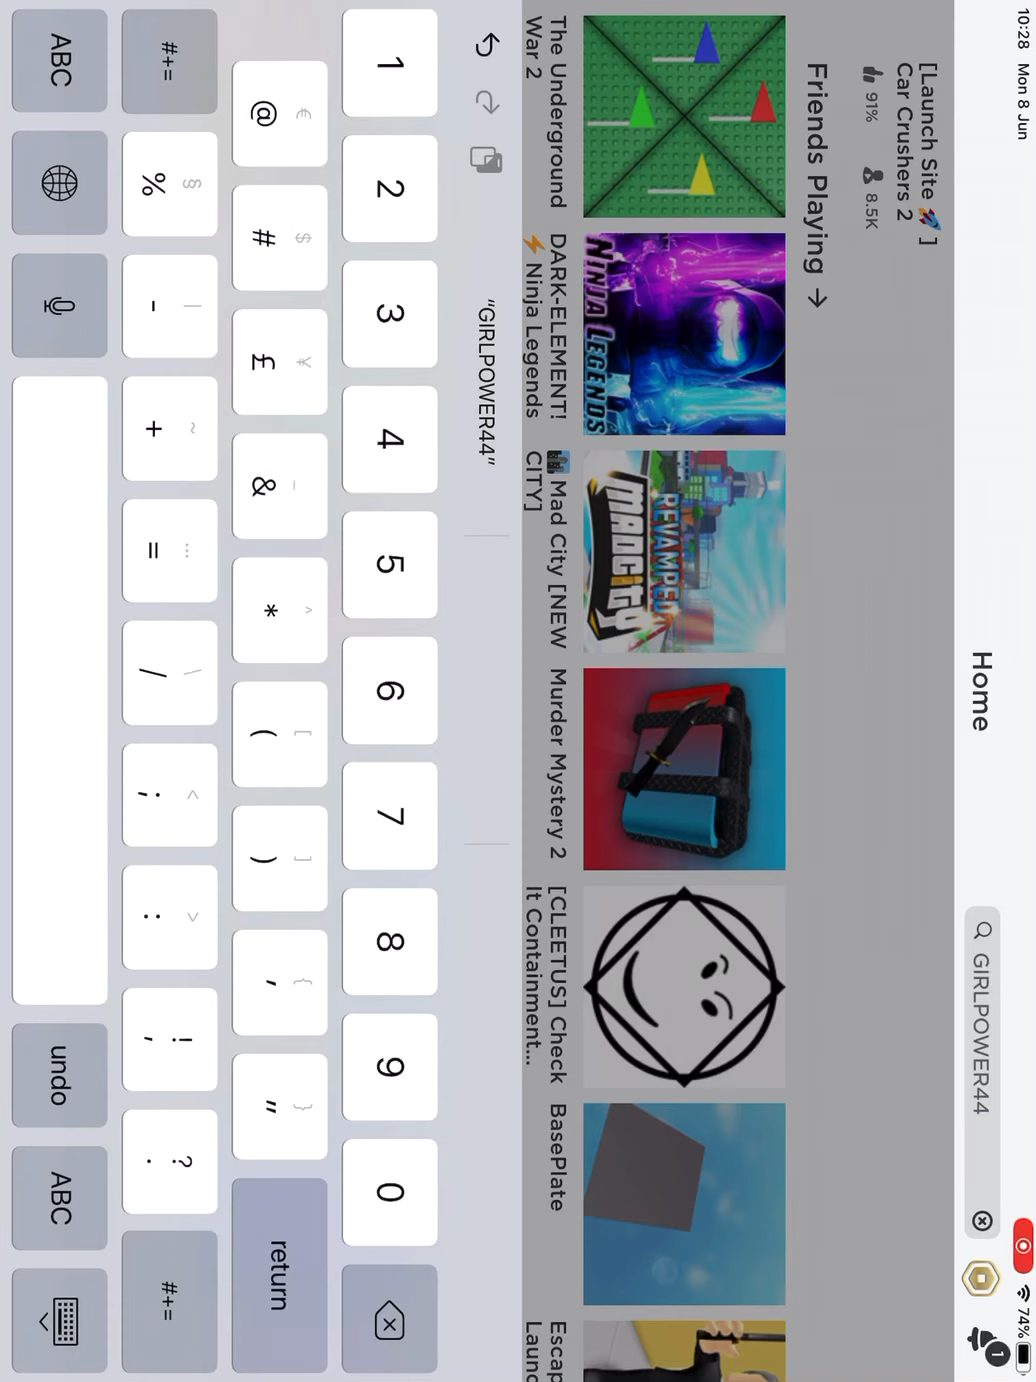 10:28 Mon 8 Jun
74%
Home
GIRLPOWER44
1
[Launch Site 🚀]
Car Crushers 2
91% 8.5K
Friends Playing →
NINJA LEGENDS
REVAMPED
MADCITY
The Underground
War 2
DARK-ELEMENT!
⚡ Ninja Legends
🏙 Mad City [NEW
CITY]
Murder Mystery 2
[CLEETUS] Check
It Containment...
BasePlate
Escap
Launc
"GIRLPOWER44"
1 2 3 4 5 6 7 8 9 0
€ $ ¥ _ ^ [ ] { }
@ # £ & * ( ) ' "
return
§ | ~ … \ < > ! ?
#+= % - + = / ; : , . #+=
ABC undo ABC